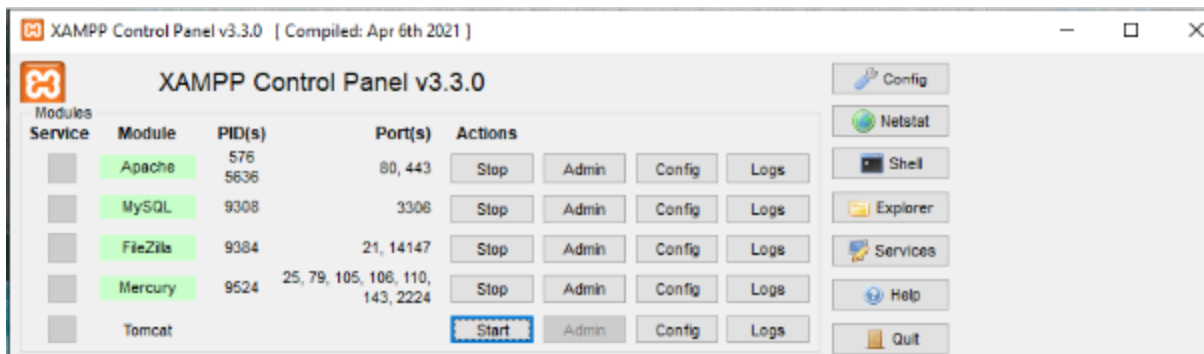 XAMPP Control Panel v3.3.0 [ Compiled: Apr 6th 2021 ]
XAMPP Control Panel v3.3.0
Config
Modules
Service Module PID(s) Port(s) Actions
Netstat
Apache 576 5636 80, 443 Stop Admin Config Logs
Shell
MySQL 9308 3306 Stop Admin Config Logs
Explorer
FileZilla 9384 21, 14147 Stop Admin Config Logs
Services
Mercury 9524 25, 79, 105, 106, 110, 143, 2224 Stop Admin Config Logs
Help
Tomcat Start Admin Config Logs
Quit